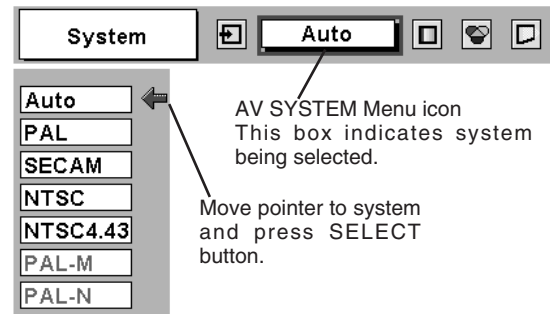 System
Auto
Auto
PAL
SECAM
NTSC
NTSC4.43
PAL-M
PAL-N
AV SYSTEM Menu icon
This box indicates system
being selected.
Move pointer to system
and press SELECT
button.